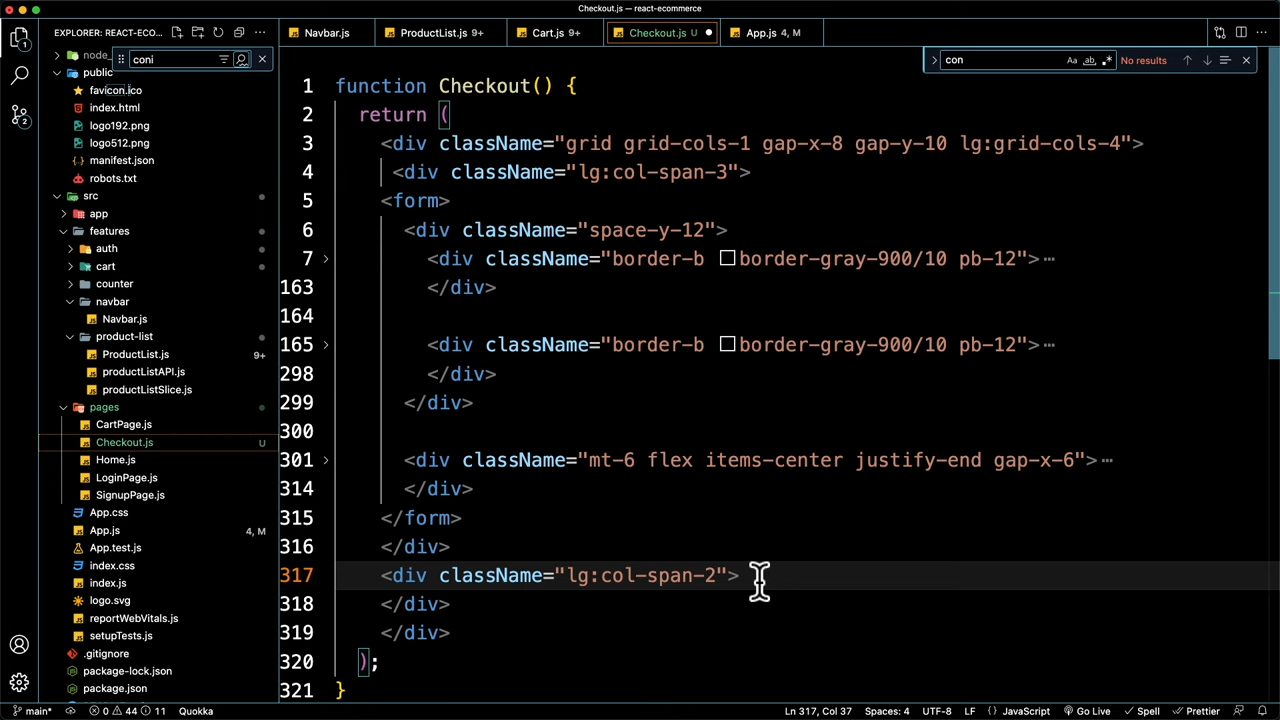 Checkout.js — react-ecommerce
EXPLORER: REACT-ECO...
Navbar.js
ProductList.js 9+
Cart.js 9+
Checkout.js U
App.js 4, M
coni
con
Aa
ab
.*
No results
node_
public
favicon.ico
index.html
logo192.png
logo512.png
manifest.json
robots.txt
src
app
features
auth
cart
counter
navbar
Navbar.js
product-list
ProductList.js 9+
productListAPI.js
productListSlice.js
pages
CartPage.js
Checkout.js U
Home.js
LoginPage.js
SignupPage.js
App.css
App.js 4, M
App.test.js
index.css
index.js
logo.svg
reportWebVitals.js
setupTests.js
.gitignore
package-lock.json
package.json
1 function Checkout() {
2 return (
3 <div className="grid grid-cols-1 gap-x-8 gap-y-10 lg:grid-cols-4">
4 <div className="lg:col-span-3">
5 <form>
6 <div className="space-y-12">
7 <div className="border-b border-gray-900/10 pb-12">⋯
163 </div>
164
165 <div className="border-b border-gray-900/10 pb-12">⋯
298 </div>
299 </div>
300
301 <div className="mt-6 flex items-center justify-end gap-x-6">⋯
314 </div>
315 </form>
316 </div>
317 <div className="lg:col-span-2">
318 </div>
319 </div>
320 );
321 }
1
2
main* 0 44 11 Quokka Ln 317, Col 37 Spaces: 4 UTF-8 LF {} JavaScript Go Live Spell Prettier